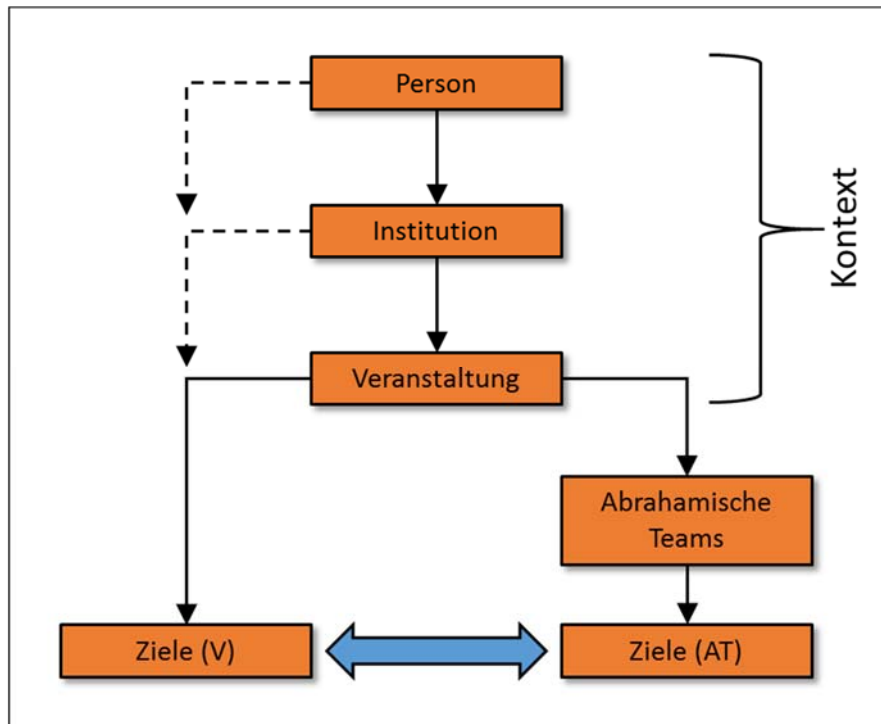 Person
Institution
Kontext
Veranstaltung
Abrahamische
Teams
Ziele (V)
Ziele (AT)